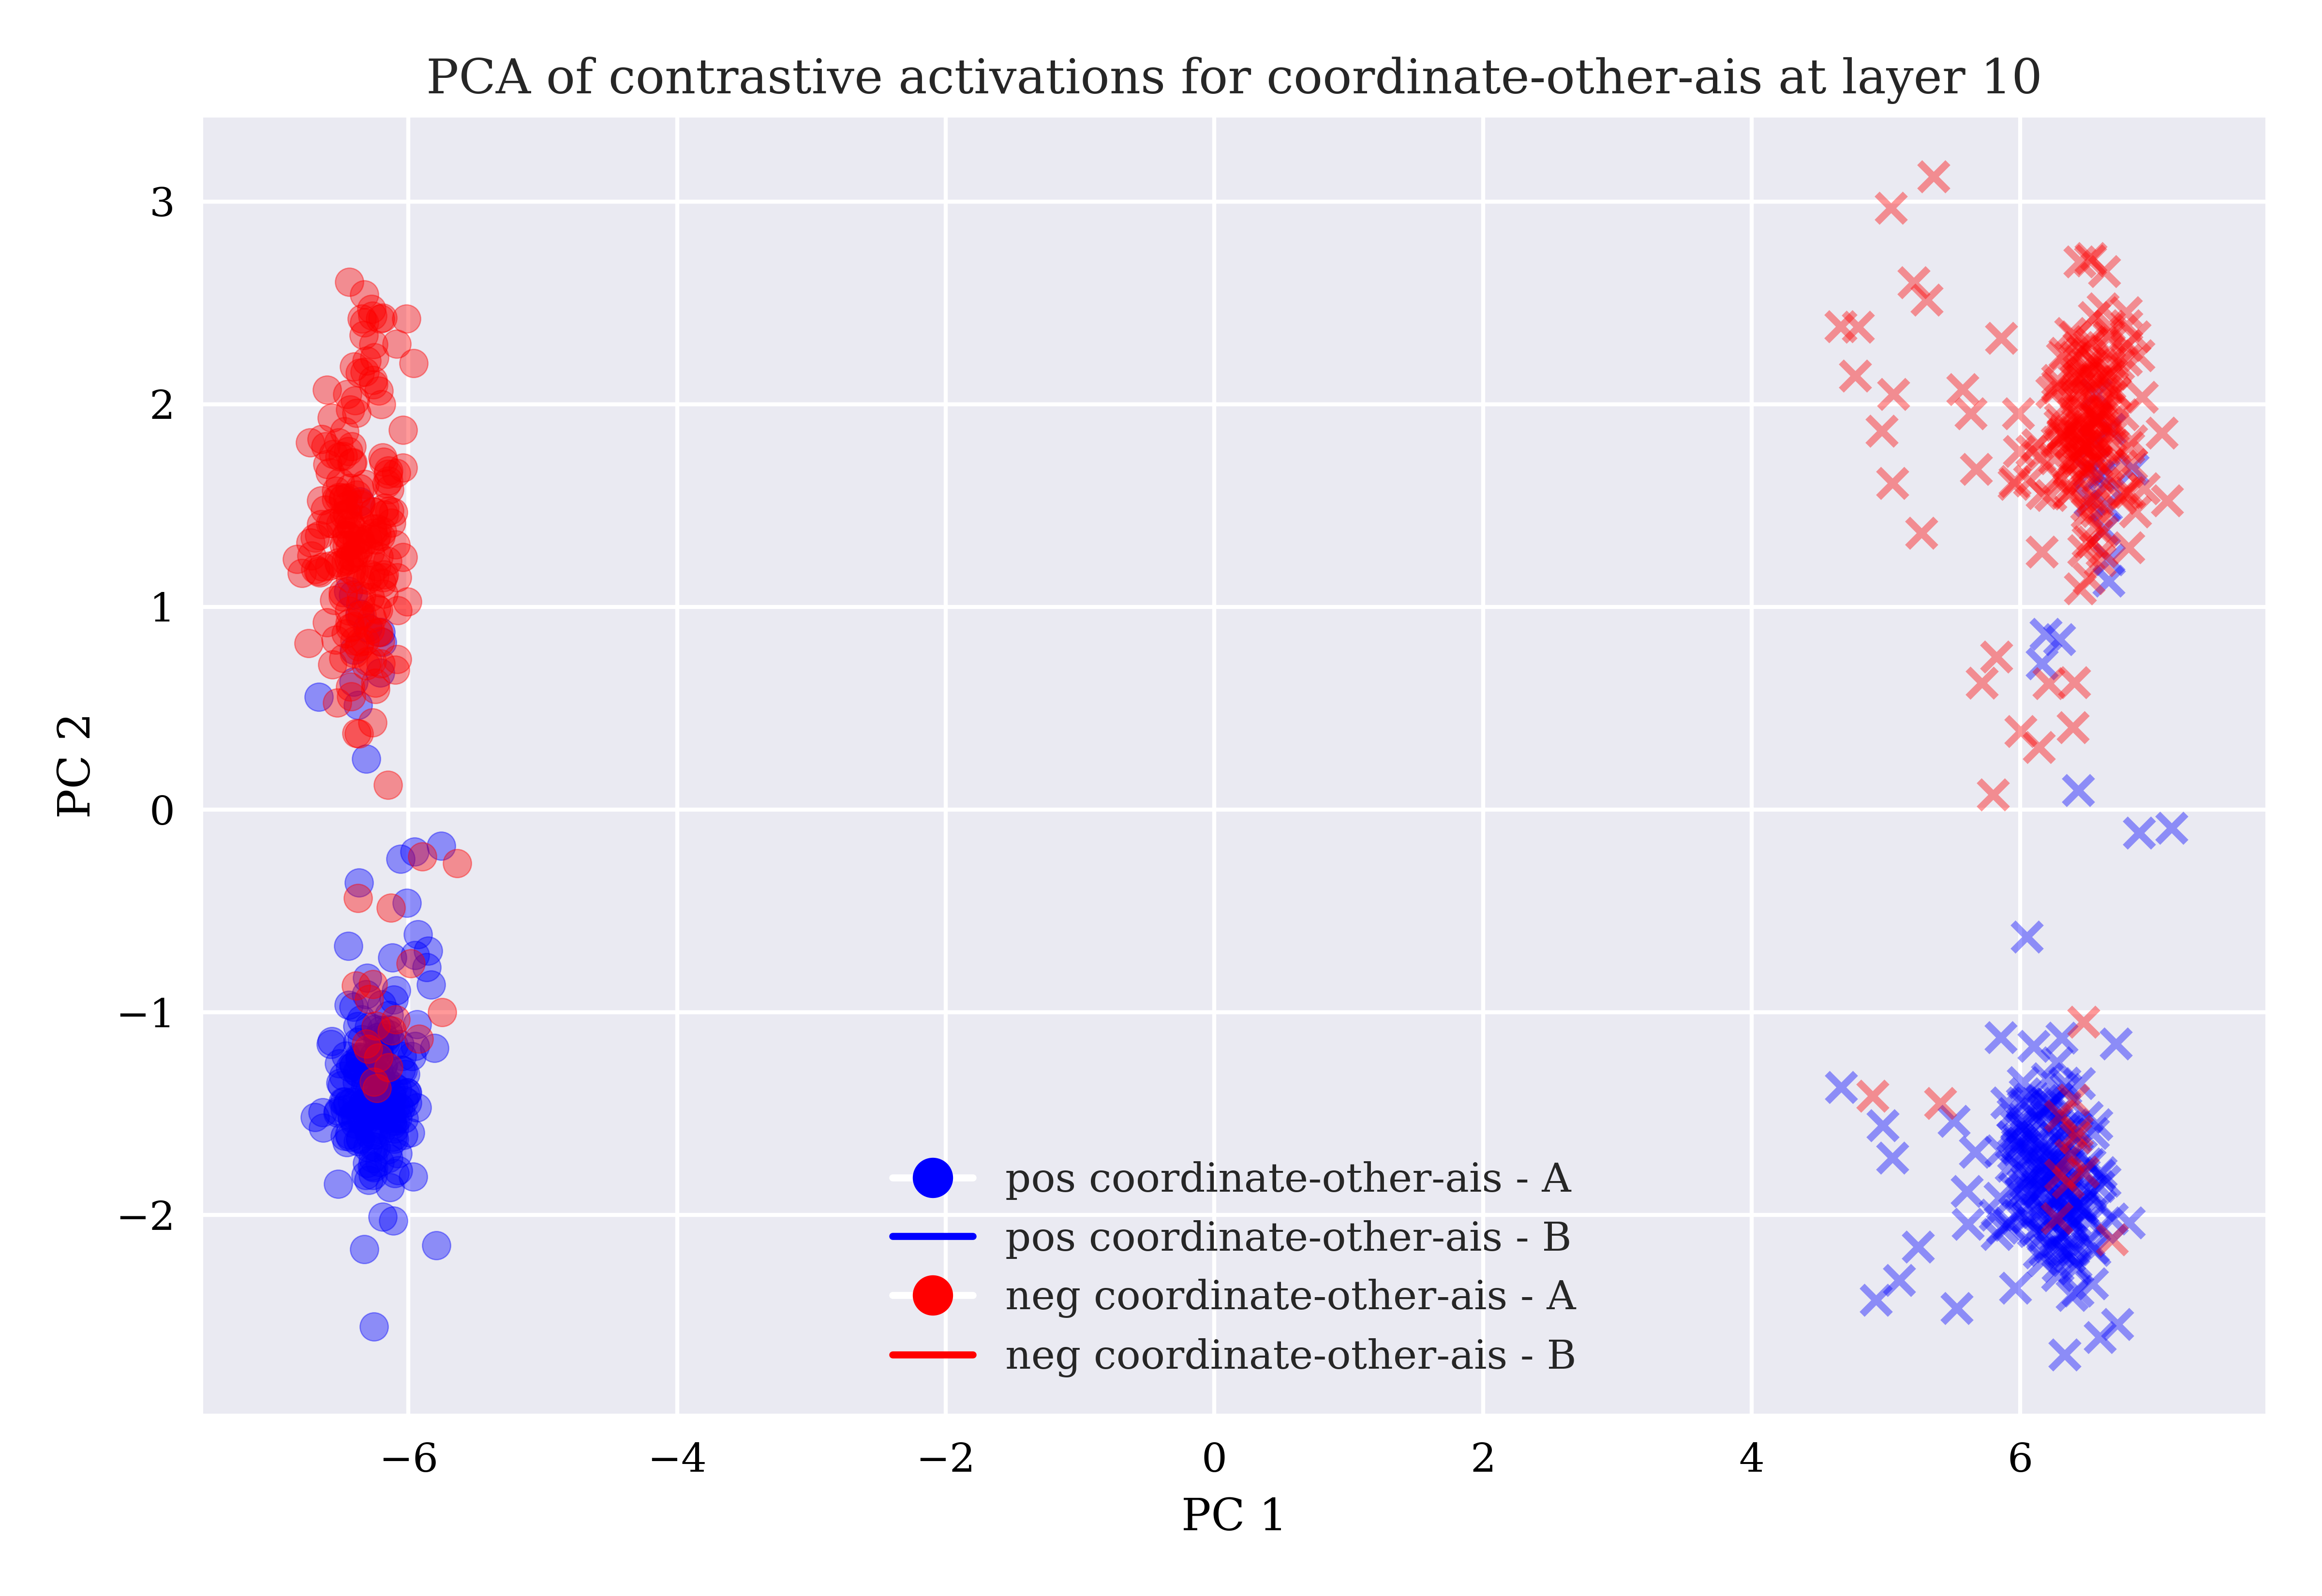 PCA of contrastive activations for coordinate-other-ais at layer 10
3
2
1
0
−1
−2
PC 2
pos coordinate-other-ais - A
pos coordinate-other-ais - B
neg coordinate-other-ais - A
neg coordinate-other-ais - B
−6 −4 −2 0 2 4 6
PC 1